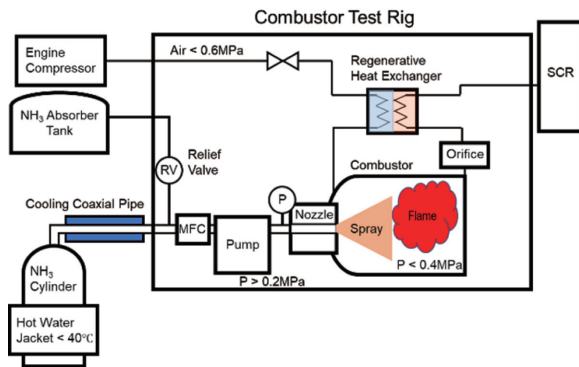 Combustor Test Rig
Engine
Compressor
Air < 0.6MPa
Regenerative
Heat Exchanger
SCR
NH₃ Absorber
Tank
Relief
Valve
RV
Combustor
Orifice
Cooling Coaxial Pipe
P
Nozzle
MFC
Pump
Spray
Flame
P < 0.4MPa
P > 0.2MPa
NH₃
Cylinder
Hot Water
Jacket < 40℃